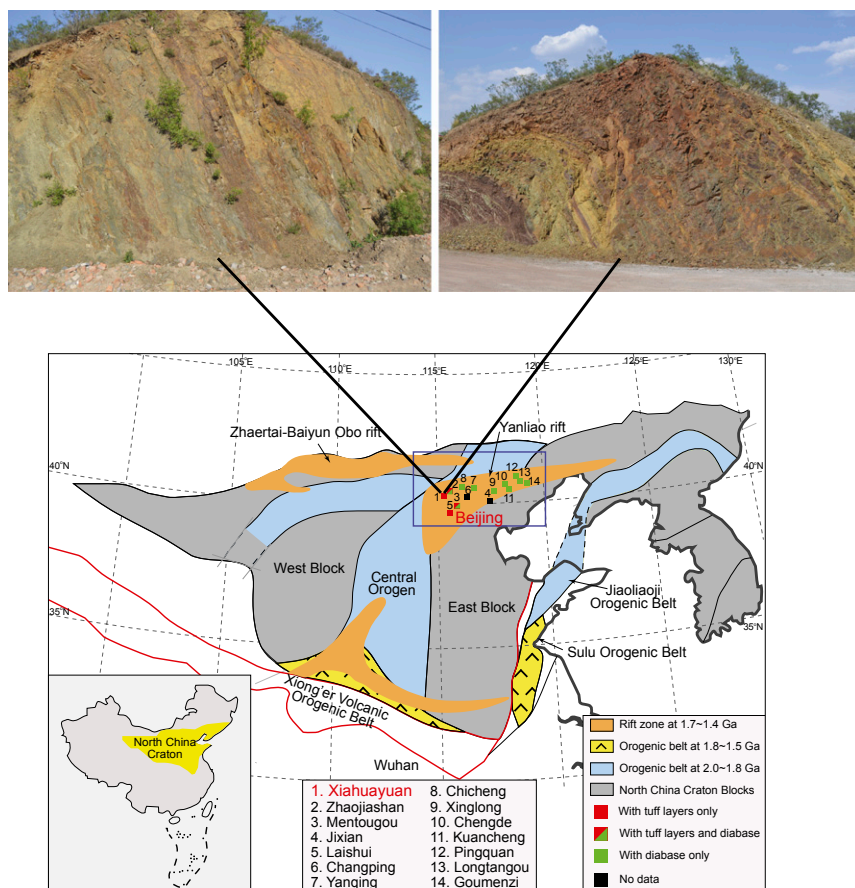 105°E
110°E
115°E
120°E
125°E
130°E
Zhaertai-Baiyun Obo rift
Yanliao rift
40°N
40°N
1
2
3
4
5
6
7
8
9
10
11
12
13
14
Beijing
West Block
Central
Orogen
East Block
Jiaoliaoji
Orogenic Belt
35°N
35°N
Sulu Orogenic Belt
Xiong'er Volcanic
Orogenic Belt
Wuhan
North China
Craton
1. Xiahuayuan
2. Zhaojiashan
3. Mentougou
4. Jixian
5. Laishui
6. Changping
7. Yanqing
8. Chicheng
9. Xinglong
10. Chengde
11. Kuancheng
12. Pingquan
13. Longtangou
14. Goumenzi
Rift zone at 1.7~1.4 Ga
Orogenic belt at 1.8~1.5 Ga
Orogenic belt at 2.0~1.8 Ga
North China Craton Blocks
With tuff layers only
With tuff layers and diabase
With diabase only
No data